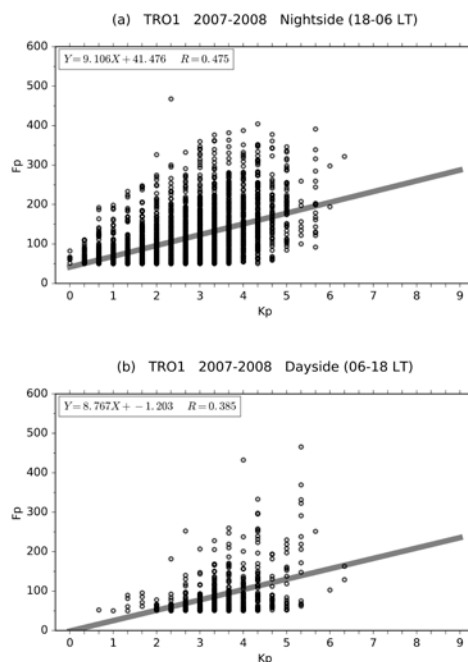 (a) TRO1 2007-2008 Nightside (18-06 LT)
600
Y = 9.106X + 41.476 R = 0.475
500
400
Fp
300
200
100
0
0 1 2 3 4 5 6 7 8 9
Kp
(b) TRO1 2007-2008 Dayside (06-18 LT)
600
Y = 8.767X + −1.203 R = 0.385
500
400
Fp
300
200
100
0
0 1 2 3 4 5 6 7 8 9
Kp